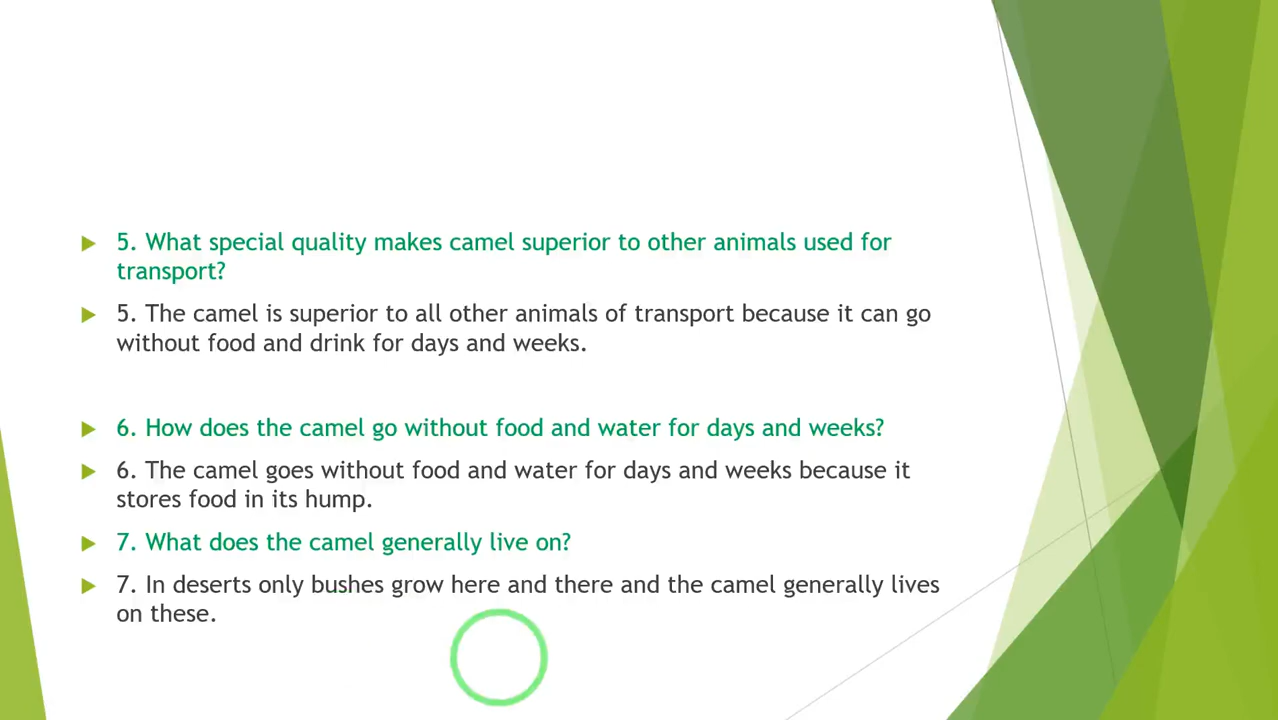 5. What special quality makes camel superior to other animals used for
transport?
5. The camel is superior to all other animals of transport because it can go
without food and drink for days and weeks.
6. How does the camel go without food and water for days and weeks?
6. The camel goes without food and water for days and weeks because it
stores food in its hump.
7. What does the camel generally live on?
7. In deserts only bushes grow here and there and the camel generally lives
on these.